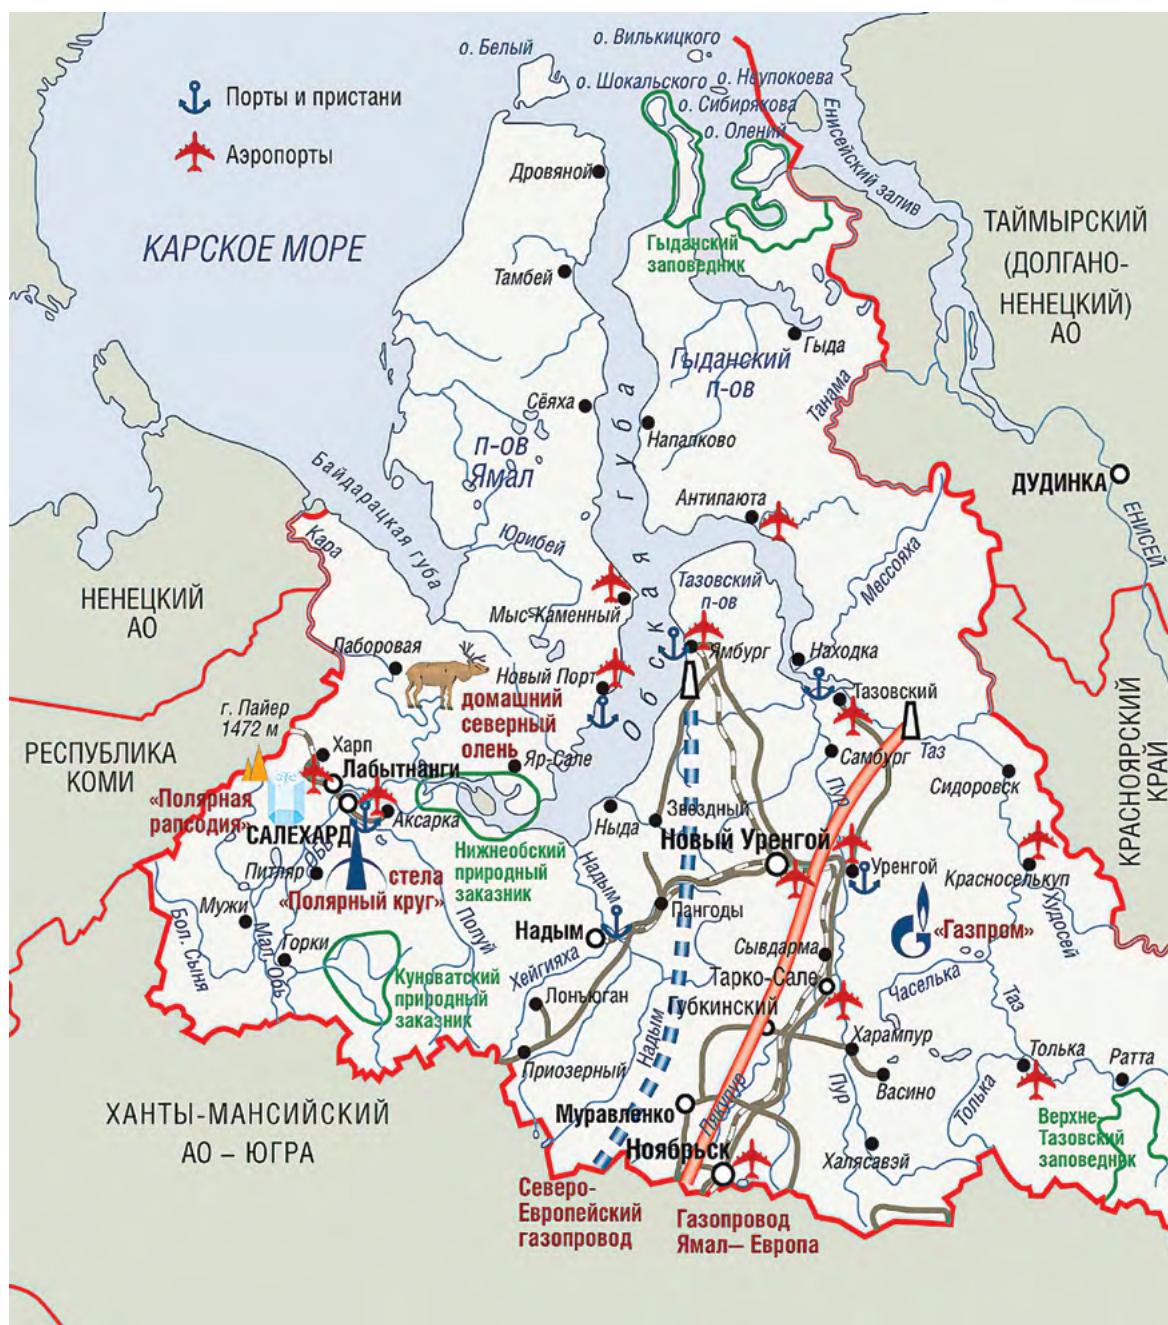 о. Белый
о. Вилькицкого
о. Шокальского
о. Неупокоева
о. Сибирякова
о. Олений
Порты и пристани
Аэропорты
Енисейский залив
Дровяной
КАРСКОЕ МОРЕ
Гыданский
заповедник
ТАЙМЫРСКИЙ
(ДОЛГАНО-
НЕНЕЦКИЙ)
АО
Тамбей
Гыда
Гыданский
п-ов
Танама
Сёяха
Напалково
п-ов
Ямал
Обская губа
Байдарацкая губа
Антипаюта
ДУДИНКА
ЕНИСЕЙ
Кара
Юрибей
Мессояха
Тазовский
п-ов
НЕНЕЦКИЙ
АО
Мыс-Каменный
Ямбург
Находка
Лаборовая
Новый Порт
домашний
северный
олень
Тазовский
г. Пайер
1472 м
РЕСПУБЛИКА
КОМИ
Харп
Лабытнанги
Яр-Сале
Самбург
Таз
Сидоровск
КРАСНОЯРСКИЙ
КРАЙ
«Полярная
рапсодия»
САЛЕХАРД
Аксарка
Ныда
Звездный
Пур
Новый Уренгой
Нижнеобский
природный
заказник
Уренгой
Красноселькуп
ОБЬ
Питляр
стела
«Полярный круг»
Надым
Пангоды
Худосей
Мужи
Полуй
Надым
«Газпром»
Бол. Сыня
Мал. Обь
Горки
Сывдарма
Хейгияха
Тарко-Сале
Часелька
Куноватский
природный
заказник
Лонъюган
Губкинский
Таз
Надым
Харампур
Толька
Ратта
Приозерный
Васино
Муравленко
Пякупур
Пур
Толька
ХАНТЫ-МАНСИЙСКИЙ
АО – ЮГРА
Ноябрьск
Халясавэй
Верхне-
Тазовский
заповедник
Северо-
Европейский
газопровод
Газопровод
Ямал— Европа